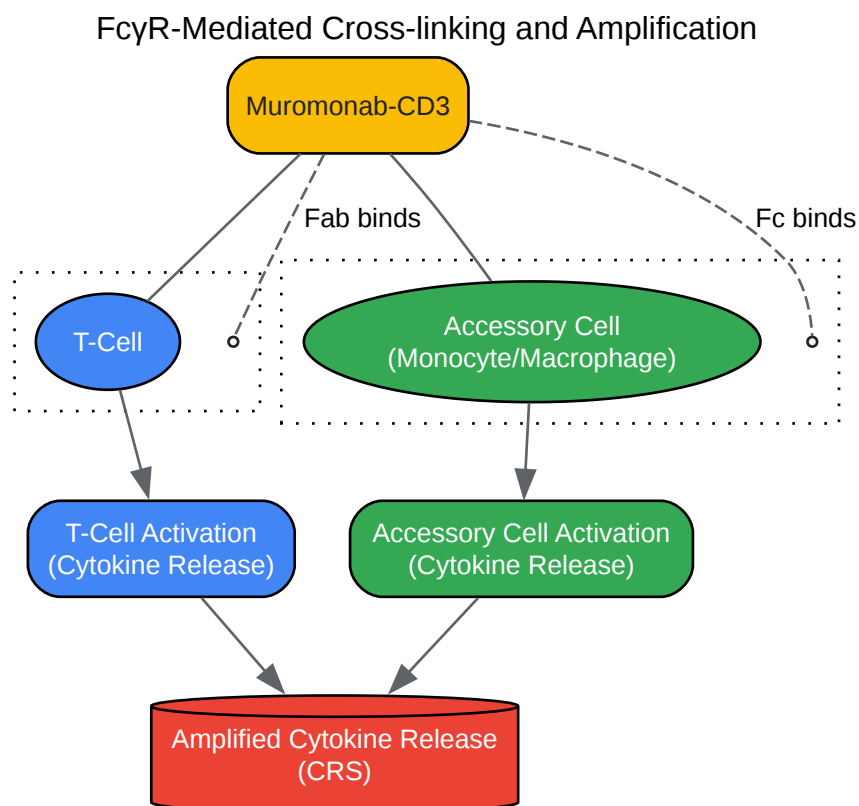 FcγR-Mediated Cross-linking and Amplification
Muromonab-CD3
Fab binds
Fc binds
T-Cell
Accessory Cell
(Monocyte/Macrophage)
T-Cell Activation
(Cytokine Release)
Accessory Cell Activation
(Cytokine Release)
Amplified Cytokine Release
(CRS)